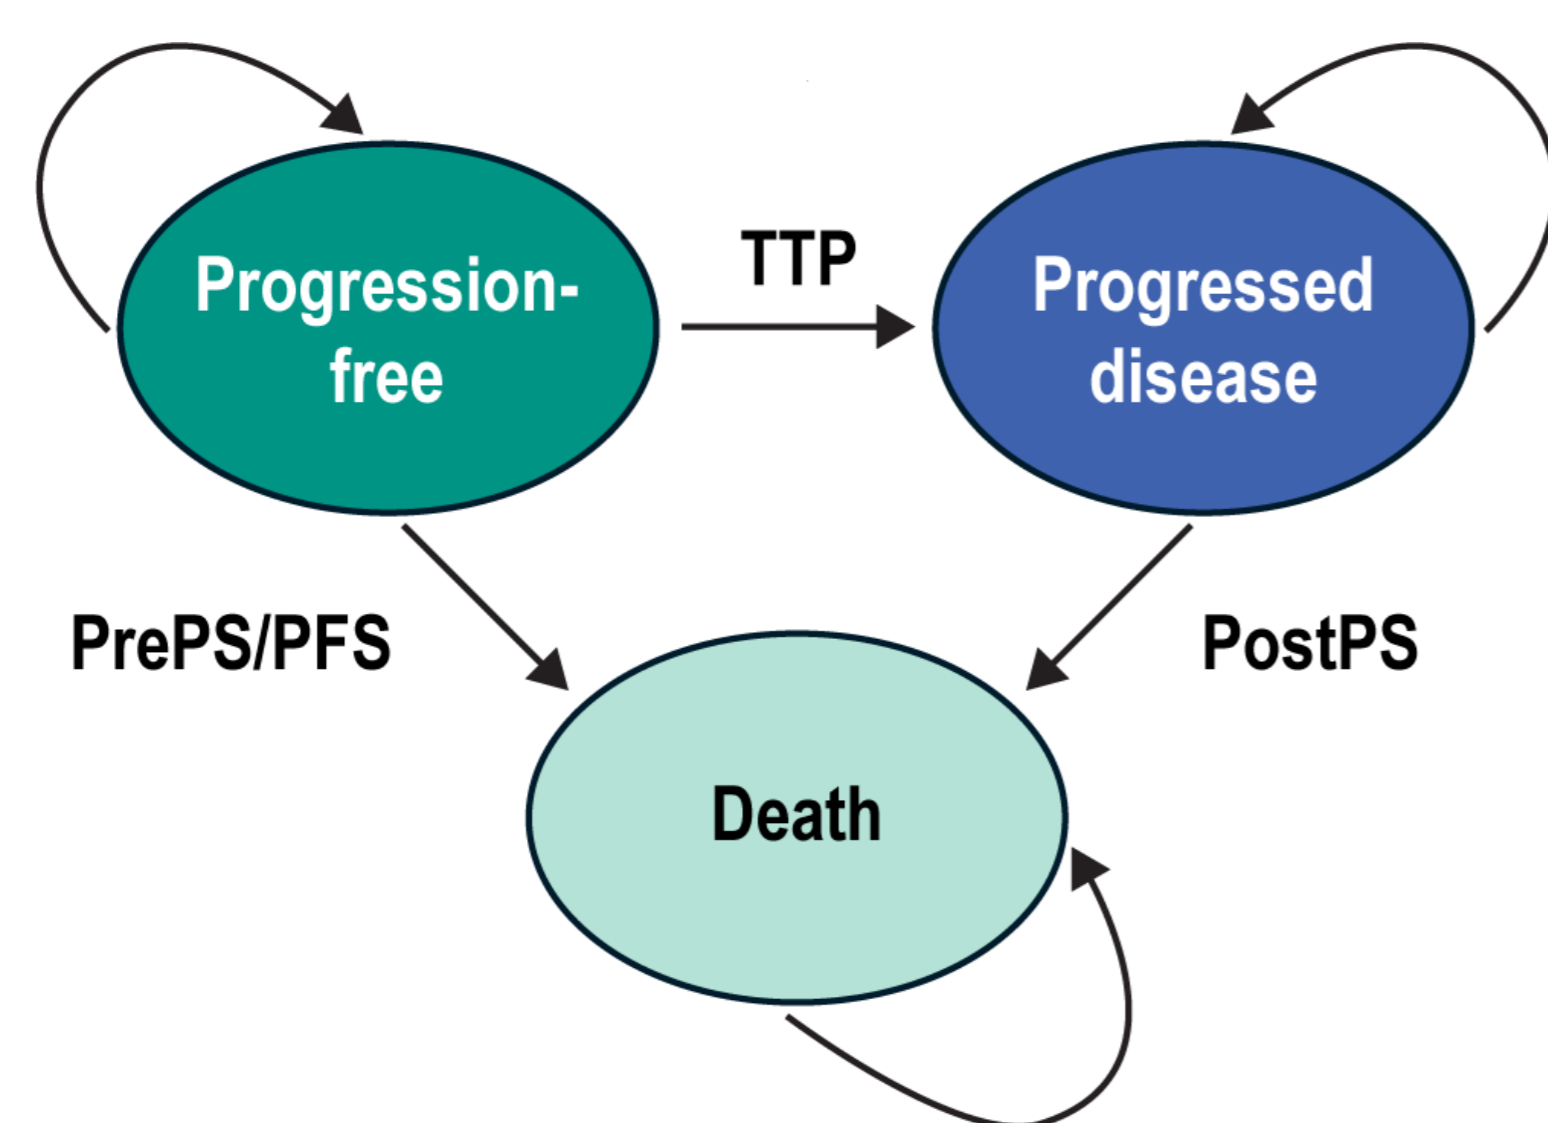 Progression-
free
TTP
Progressed
disease
PrePS/PFS
PostPS
Death